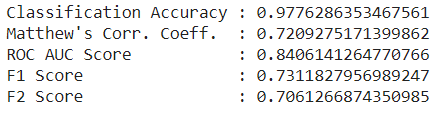 Classification Accuracy : 0.9776286353467561
Matthew's Corr. Coeff.  : 0.7209275171399862
ROC AUC Score           : 0.8406141264770766
F1 Score                : 0.7311827956989247
F2 Score                : 0.7061266874350985